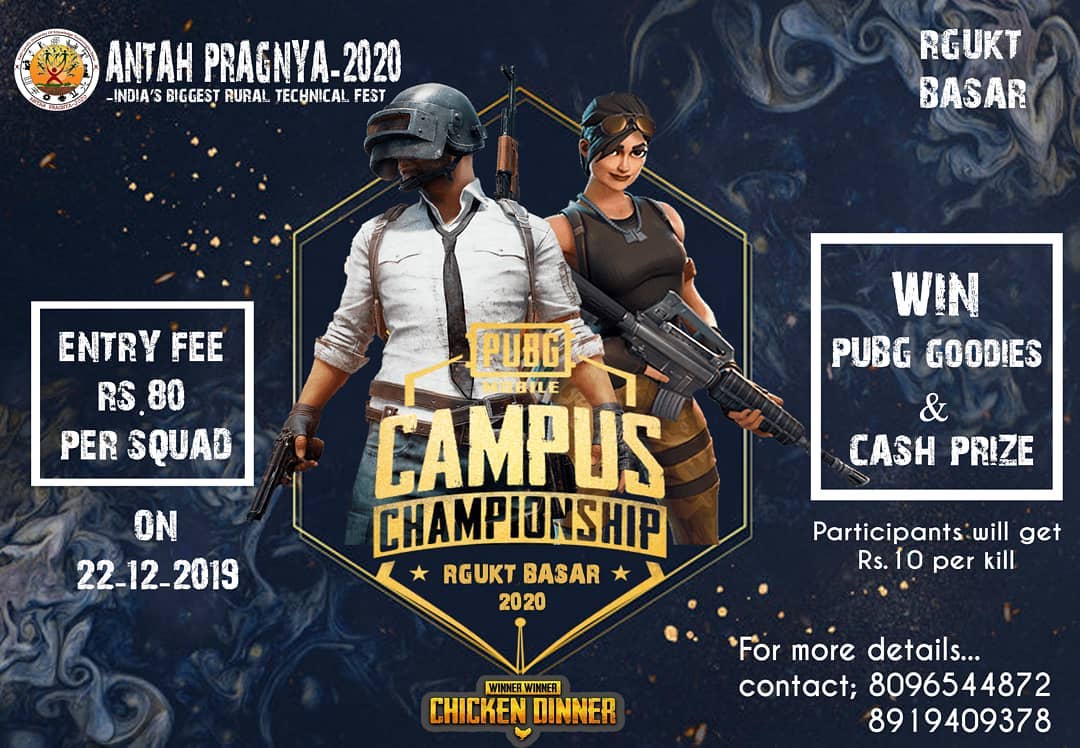 ANTAH PRAGNYA-2020
-INDIA'S BIGGEST RURAL TECHNICAL FEST
RGUKT
BASAR
ENTRY FEE
RS.80
PER SQUAD
ON
22-12-2019
PUBG
MOBILE
CAMPUS
CHAMPIONSHIP
★ RGUKT BASAR ★
2020
WINNER WINNER
CHICKEN DINNER
WIN
PUBG GOODIES
&
CASH PRIZE
Participants will get
Rs.10 per kill
For more details...
contact; 8096544872
8919409378